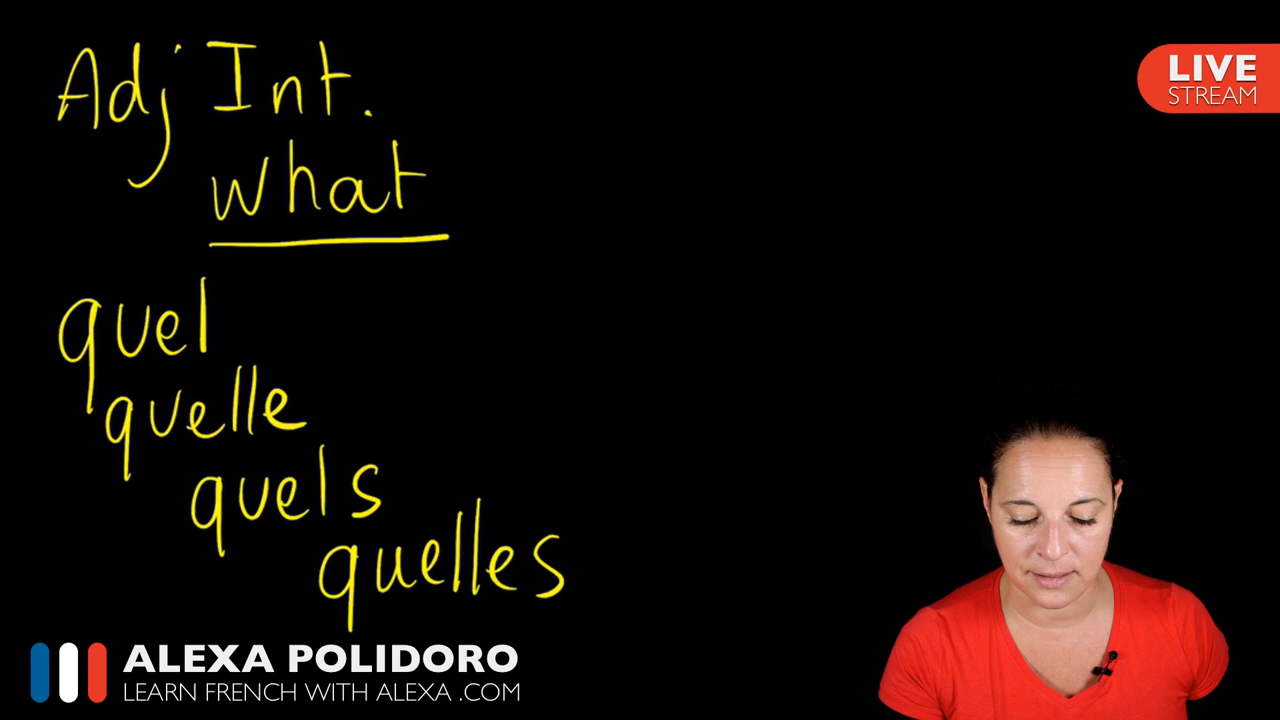 Adj Int.
what
quel
quelle
quels
quelles
LIVE
STREAM
ALEXA POLIDORO
LEARN FRENCH WITH ALEXA .COM